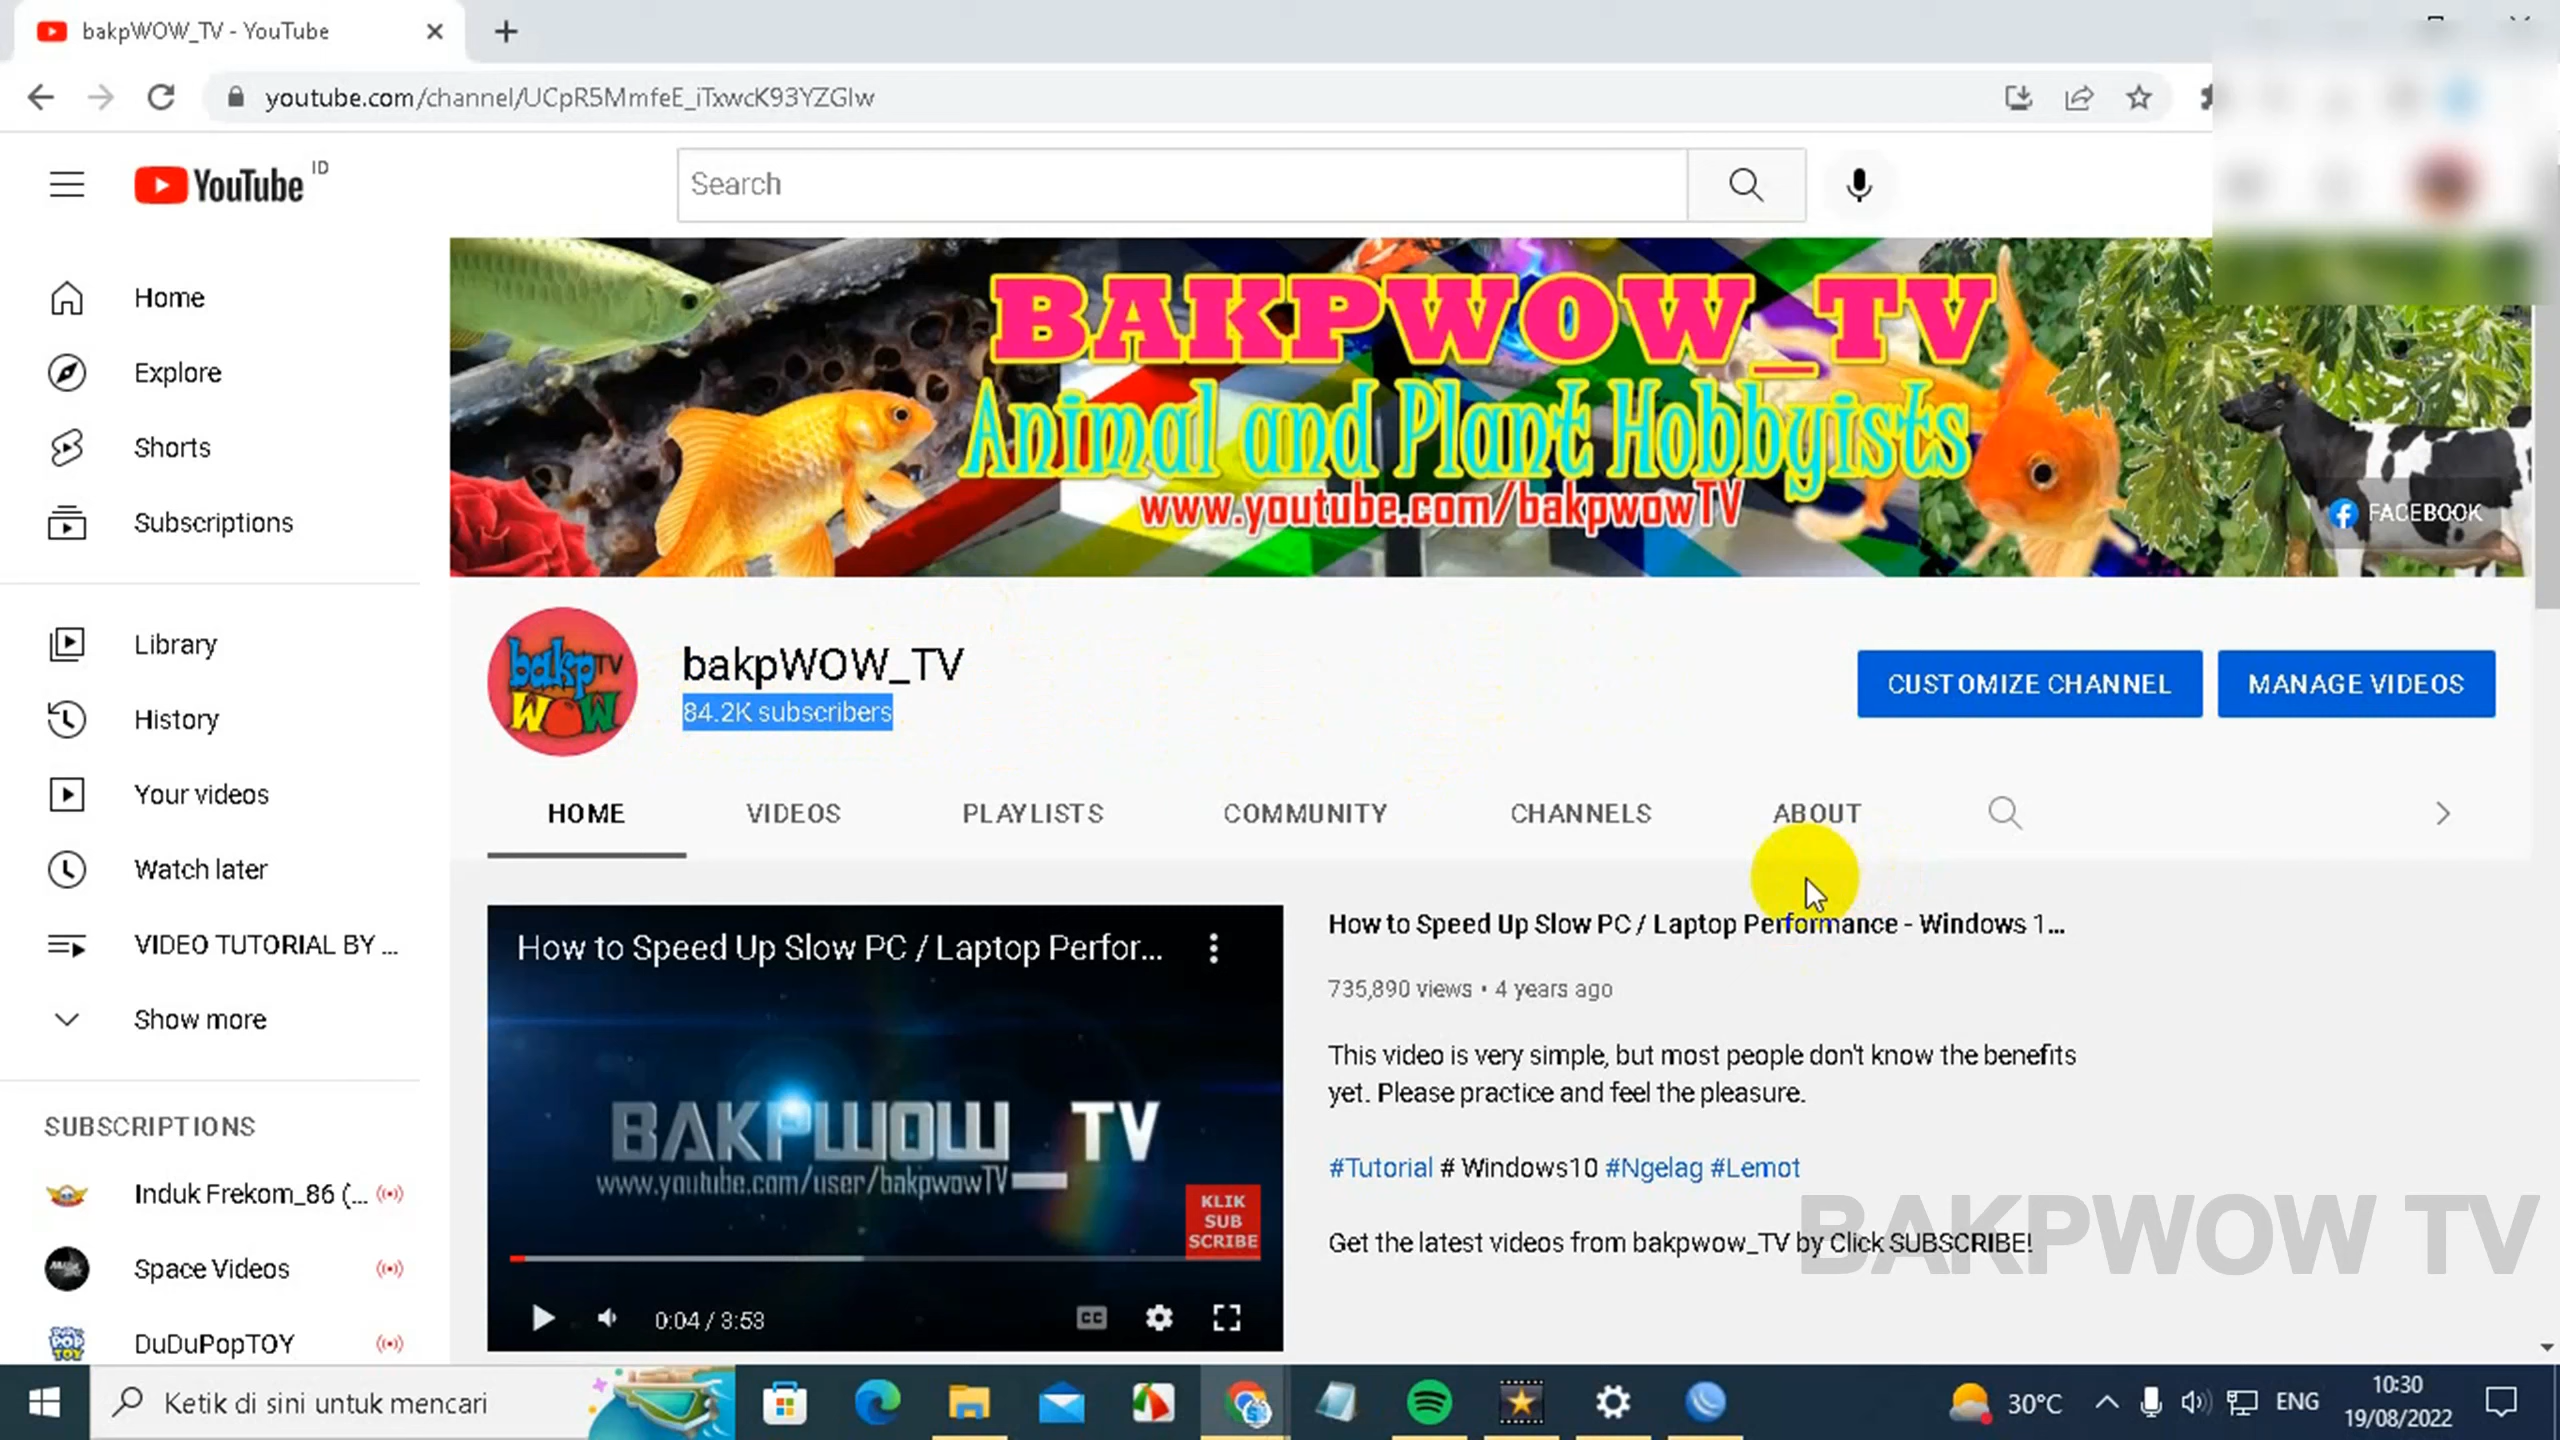 bakpWOW_TV - YouTube
youtube.com/channel/UCpR5MmfeE_iTxwcK93YZGlw
YouTube ID
Search
Home
Explore
Shorts
Subscriptions
Library
History
Your videos
Watch later
VIDEO TUTORIAL BY ...
Show more
SUBSCRIPTIONS
Induk Frekom_86 (...
Space Videos
DuDuPopTOY
BAKPWOW_TV
Animal and Plant Hobbyists
www.youtube.com/bakpwowTV
FACEBOOK
bakpTV
WOW
bakpWOW_TV
84.2K subscribers
CUSTOMIZE CHANNEL
MANAGE VIDEOS
HOME
VIDEOS
PLAYLISTS
COMMUNITY
CHANNELS
ABOUT
How to Speed Up Slow PC / Laptop Perfor...
BAKPWOW_TV
www.youtube.com/user/bakpwowTV
KLIK
SUB
SCRIBE
0:04 / 3:53
CC
How to Speed Up Slow PC / Laptop Performance - Windows 1...
735,890 views • 4 years ago
This video is very simple, but most people don't know the benefits
yet. Please practice and feel the pleasure.
#Tutorial # Windows10 #Ngelag #Lemot
Get the latest videos from bakpwow_TV by Click SUBSCRIBE!
BAKPWOW TV
Ketik di sini untuk mencari
30°C
ENG
10:30
19/08/2022